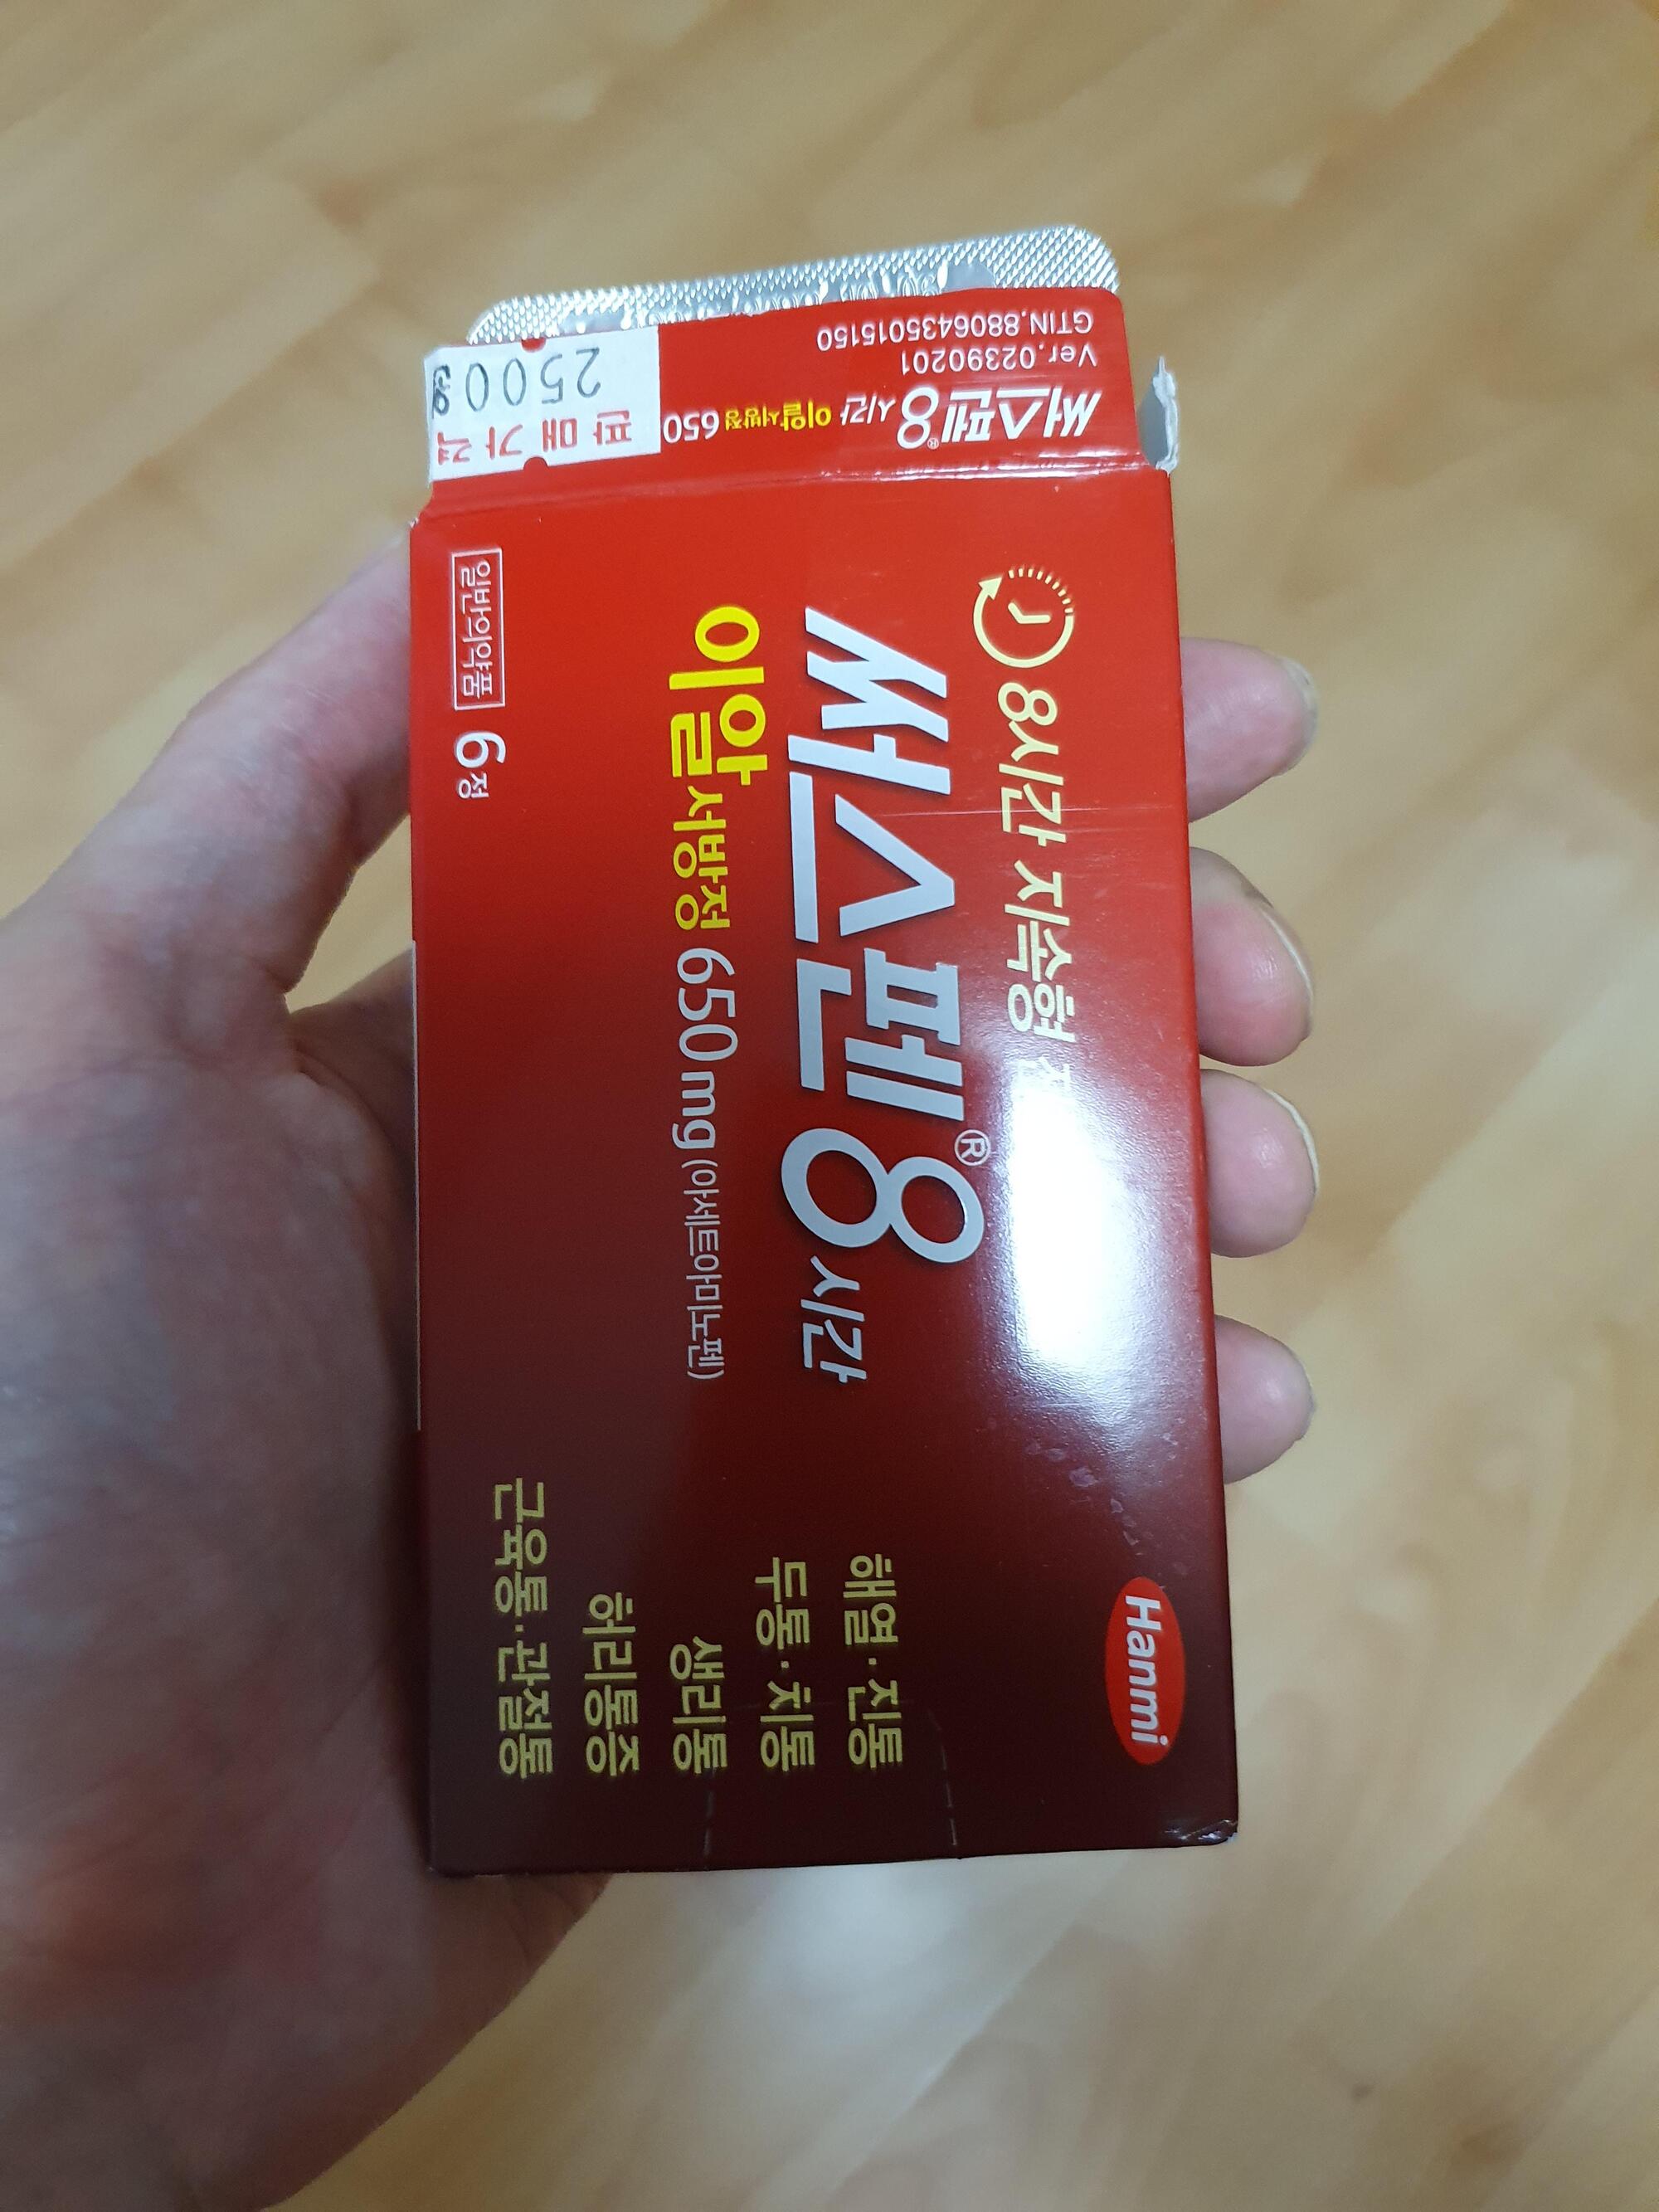 Ver.02390201
GTIN.8806435015150
써스펜8시간 이알서방정 650
판매가격
2500원
8시간 지속형
Hanmi
써스펜®8시간
이알서방정 650mg (아세트아미노펜)
일반의약품 6정
해열·진통
두통·치통
생리통
허리통증
근육통·관절통